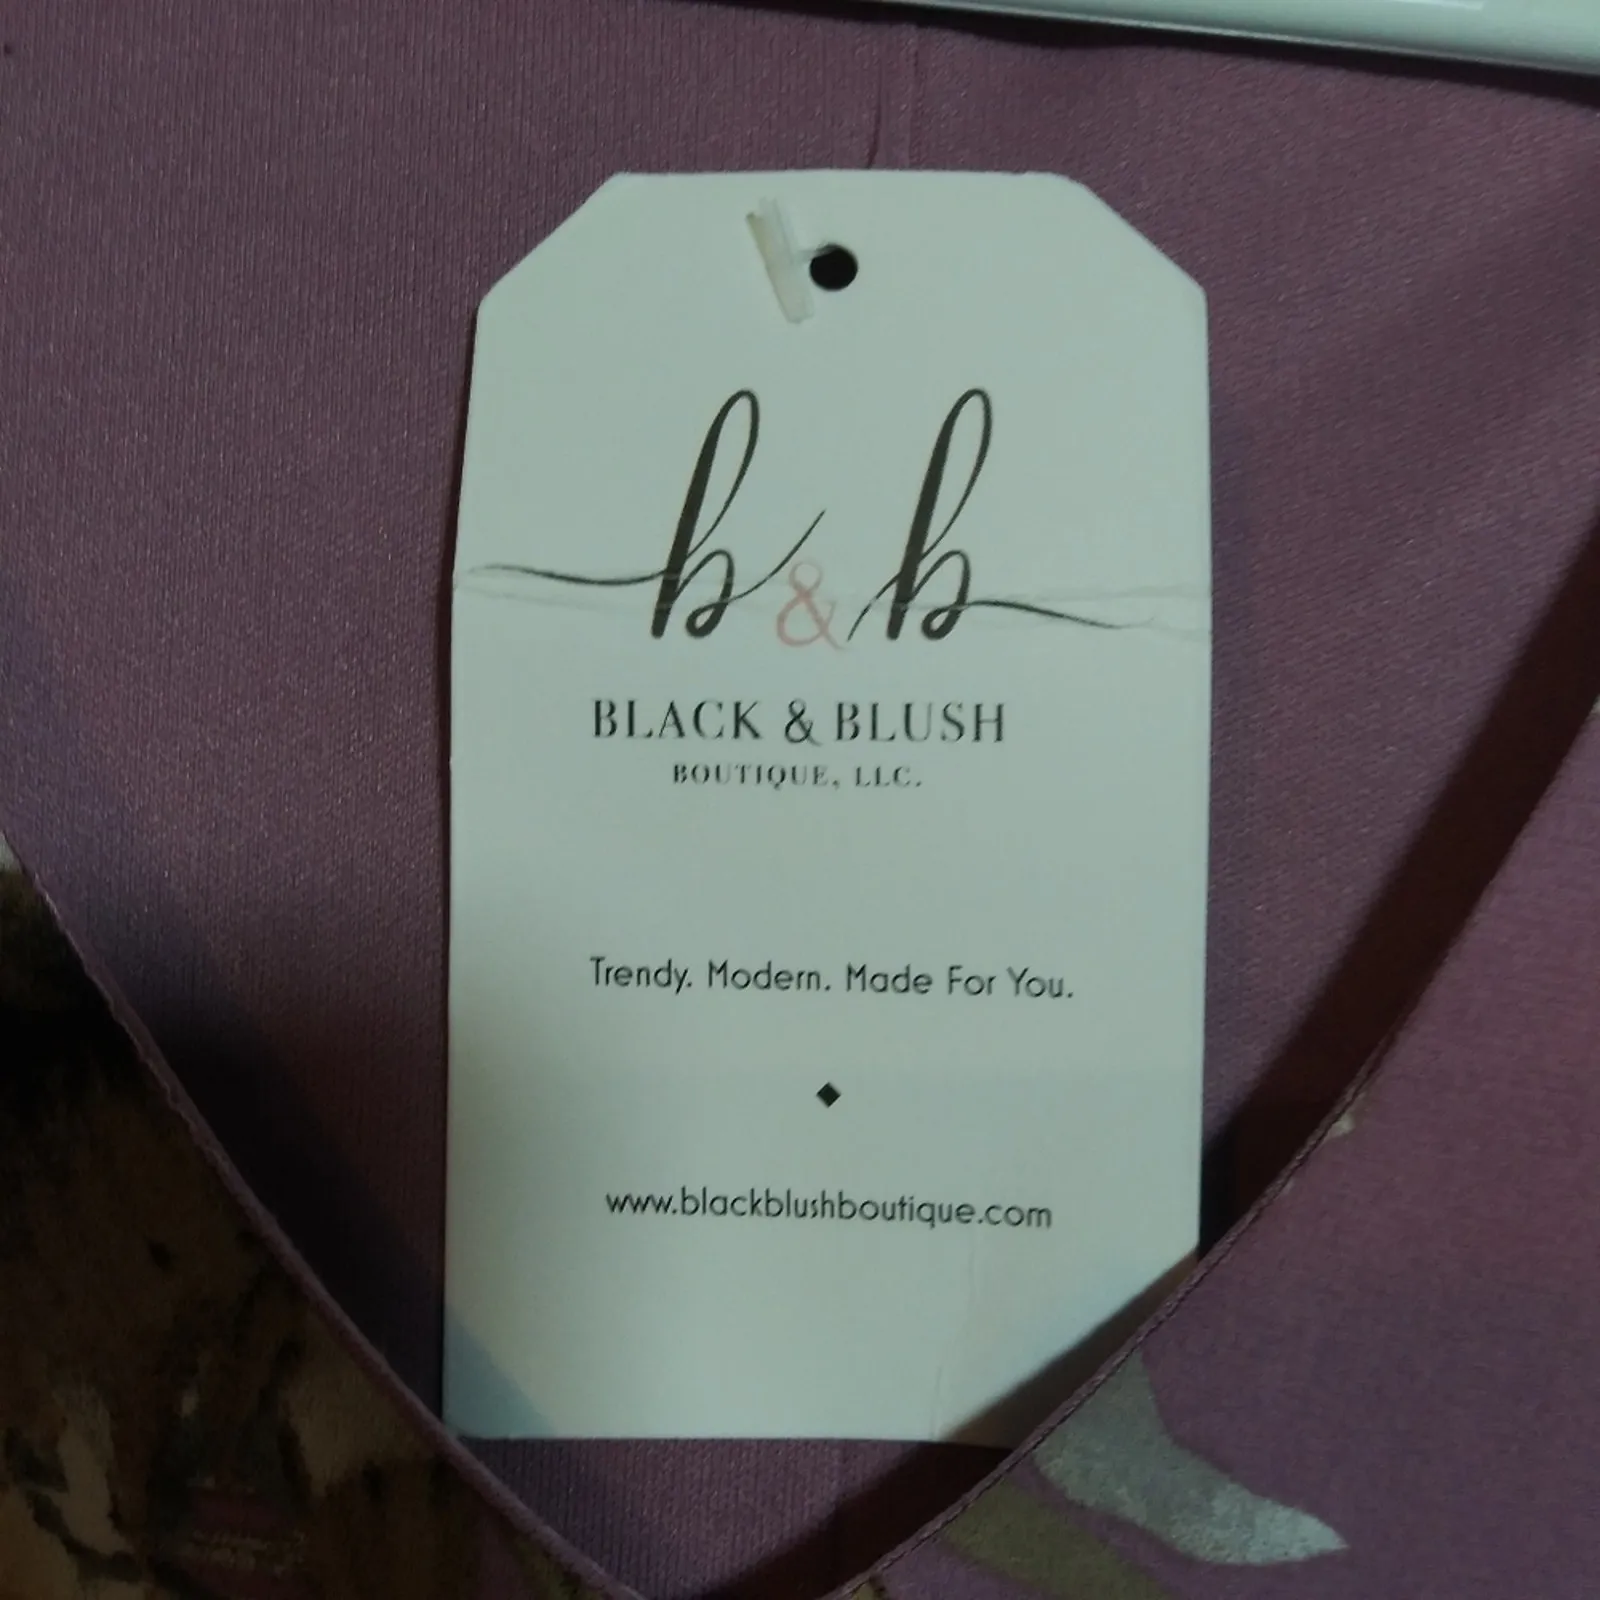 b & b
BLACK & BLUSH
BOUTIQUE, LLC.
Trendy. Modern. Made For You.
www.blackblushboutique.com